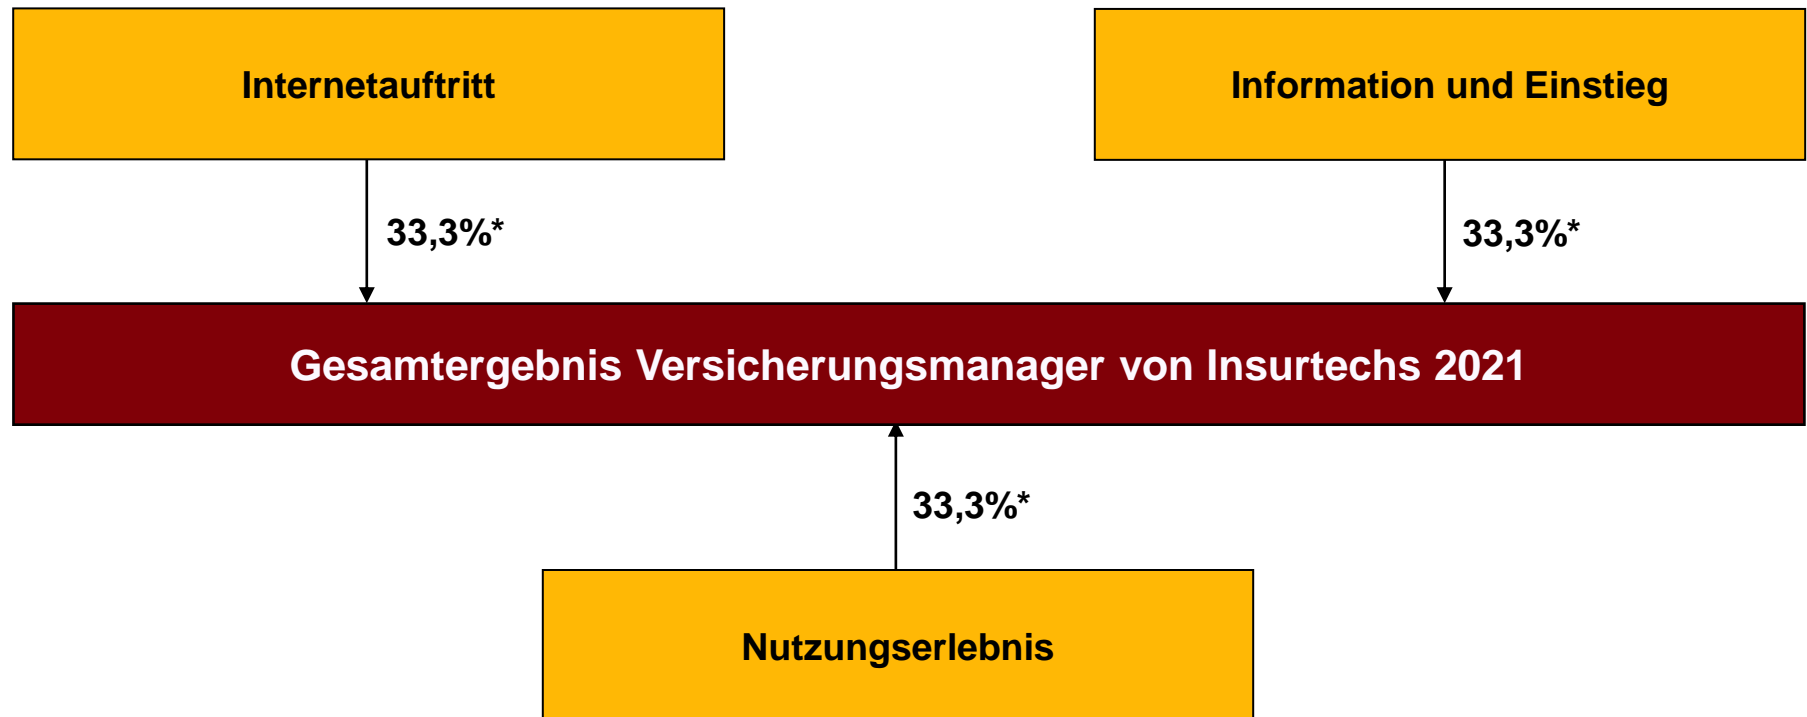 Internetauftritt
Information und Einstieg
33,3%*
33,3%*
Gesamtergebnis Versicherungsmanager von Insurtechs 2021
33,3%*
Nutzungserlebnis